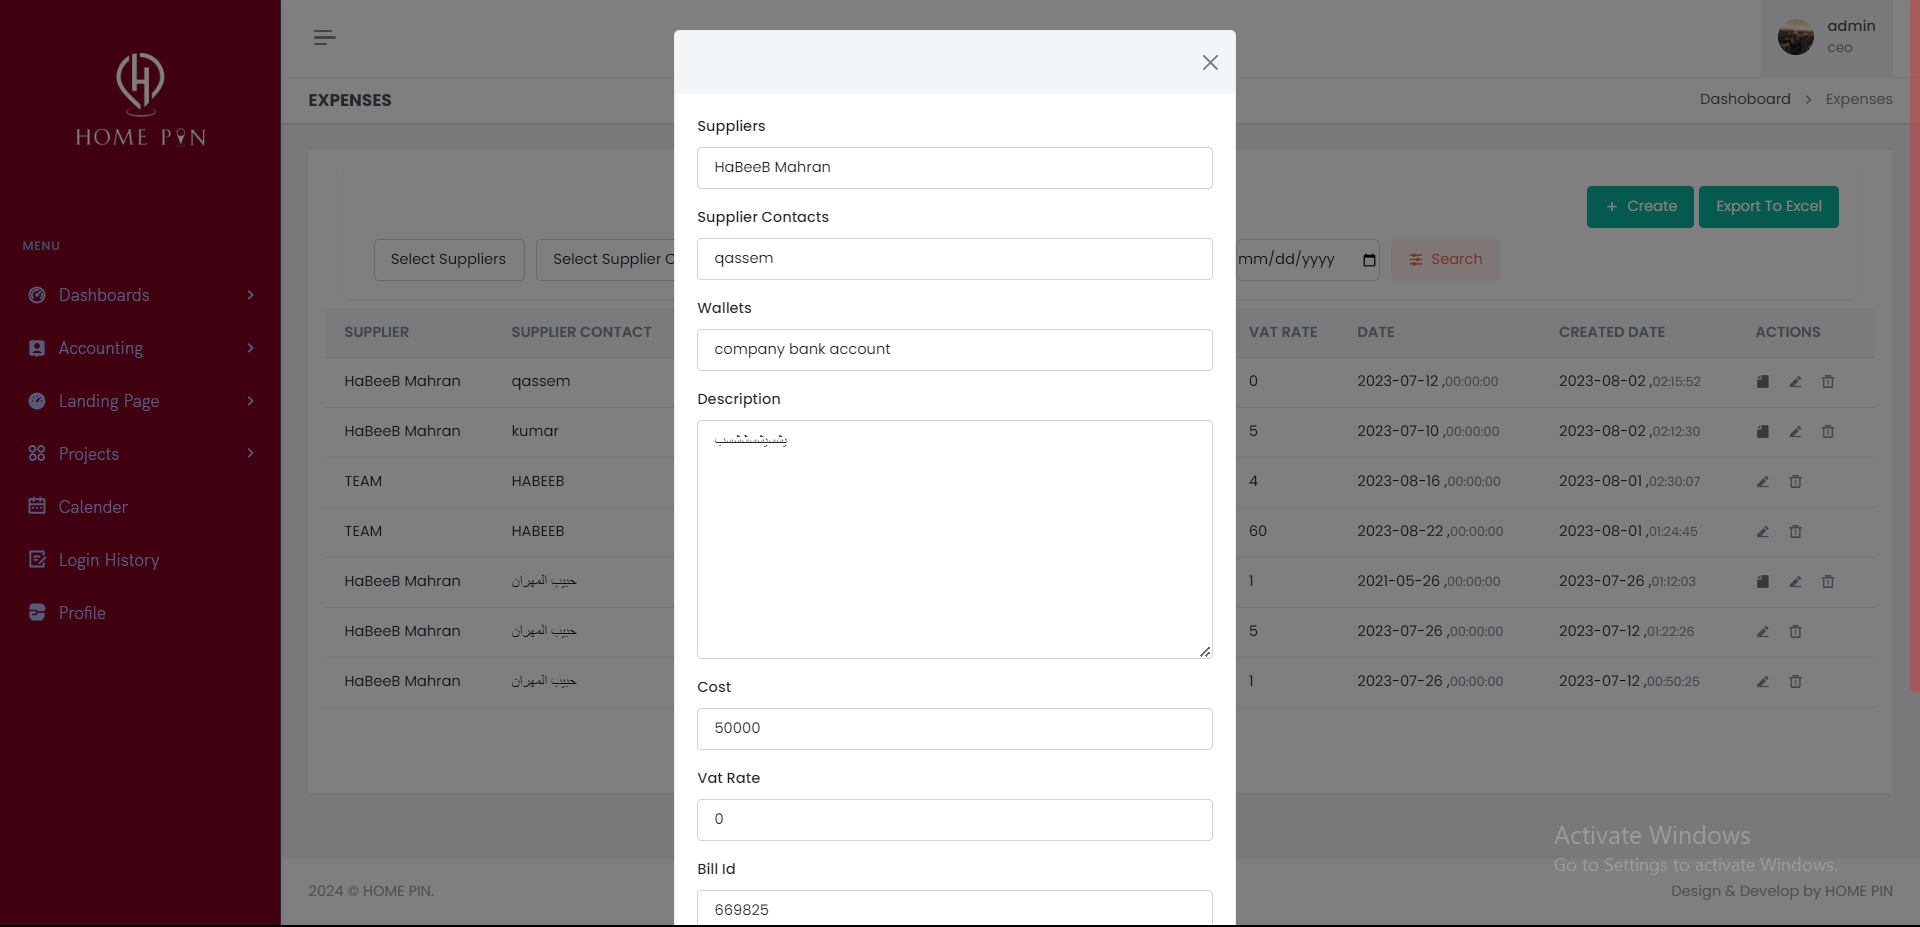 HOME PIN
MENU
Dashboards
Accounting
Landing Page
Projects
Calender
Login History
Profile
admin
ceo
EXPENSES
Dashoboard > Expenses
+ Create
Export To Excel
Select Suppliers
Select Supplier C
mm/dd/yyyy
Search
SUPPLIER SUPPLIER CONTACT VAT RATE DATE CREATED DATE ACTIONS
HaBeeB Mahran qassem 0 2023-07-12 ,00:00:00 2023-08-02 ,02:15:52
HaBeeB Mahran kumar 5 2023-07-10 ,00:00:00 2023-08-02 ,02:12:30
TEAM HABEEB 4 2023-08-16 ,00:00:00 2023-08-01 ,02:30:07
TEAM HABEEB 60 2023-08-22 ,00:00:00 2023-08-01 ,01:24:45
HaBeeB Mahran حبيب المهران 1 2021-05-26 ,00:00:00 2023-07-26 ,01:12:03
HaBeeB Mahran حبيب المهران 5 2023-07-26 ,00:00:00 2023-07-12 ,01:22:26
HaBeeB Mahran حبيب المهران 1 2023-07-26 ,00:00:00 2023-07-12 ,00:50:25
Suppliers
HaBeeB Mahran
Supplier Contacts
qassem
Wallets
company bank account
Description
Cost
50000
Vat Rate
0
Bill Id
669825
Activate Windows
Go to Settings to activate Windows.
2024 © HOME PIN.
Design & Develop by HOME PIN